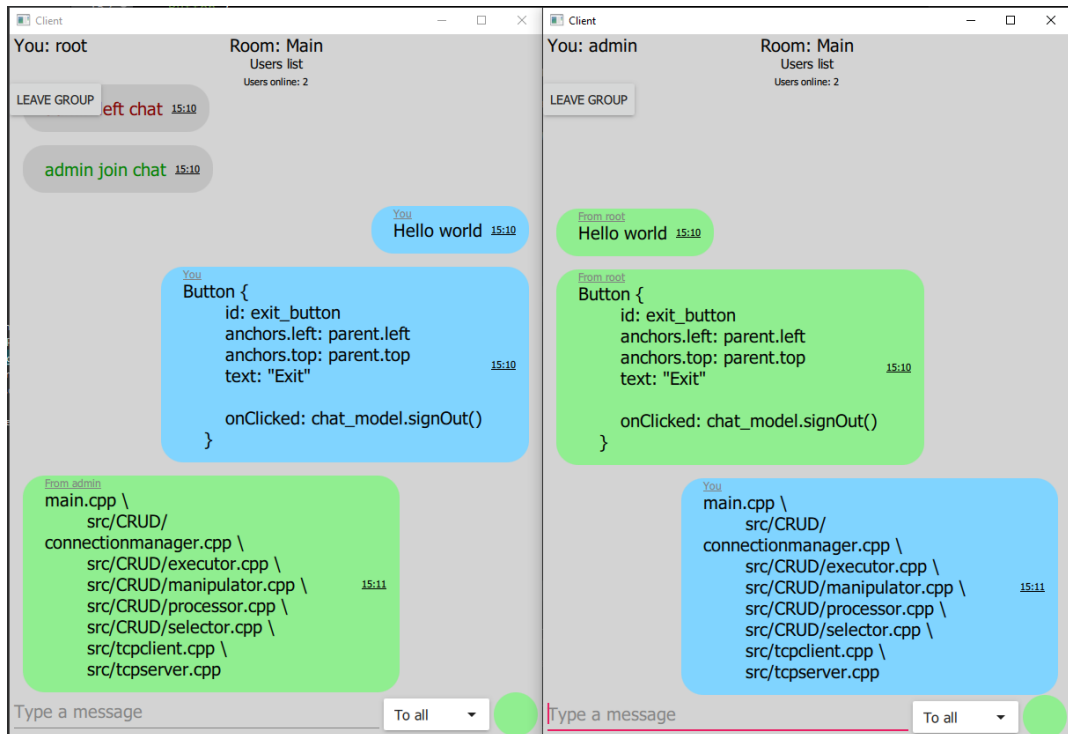 Client
You: root
Room: Main
Users list
Users online: 2
LEAVE GROUP
left chat 15:10
admin join chat 15:10
You
Hello world 15:10
You
Button {
id: exit_button
anchors.left: parent.left
anchors.top: parent.top
text: "Exit"
15:10
onClicked: chat_model.signOut()
}
From admin
main.cpp \
src/CRUD/
connectionmanager.cpp \
src/CRUD/executor.cpp \
src/CRUD/manipulator.cpp \
15:11
src/CRUD/processor.cpp \
src/CRUD/selector.cpp \
src/tcpclient.cpp \
src/tcpserver.cpp
Type a message
To all
Client
You: admin
Room: Main
Users list
Users online: 2
LEAVE GROUP
From root
Hello world 15:10
From root
Button {
id: exit_button
anchors.left: parent.left
anchors.top: parent.top
text: "Exit"
15:10
onClicked: chat_model.signOut()
}
You
main.cpp \
src/CRUD/
connectionmanager.cpp \
src/CRUD/executor.cpp \
src/CRUD/manipulator.cpp \
15:11
src/CRUD/processor.cpp \
src/CRUD/selector.cpp \
src/tcpclient.cpp \
src/tcpserver.cpp
Type a message
To all